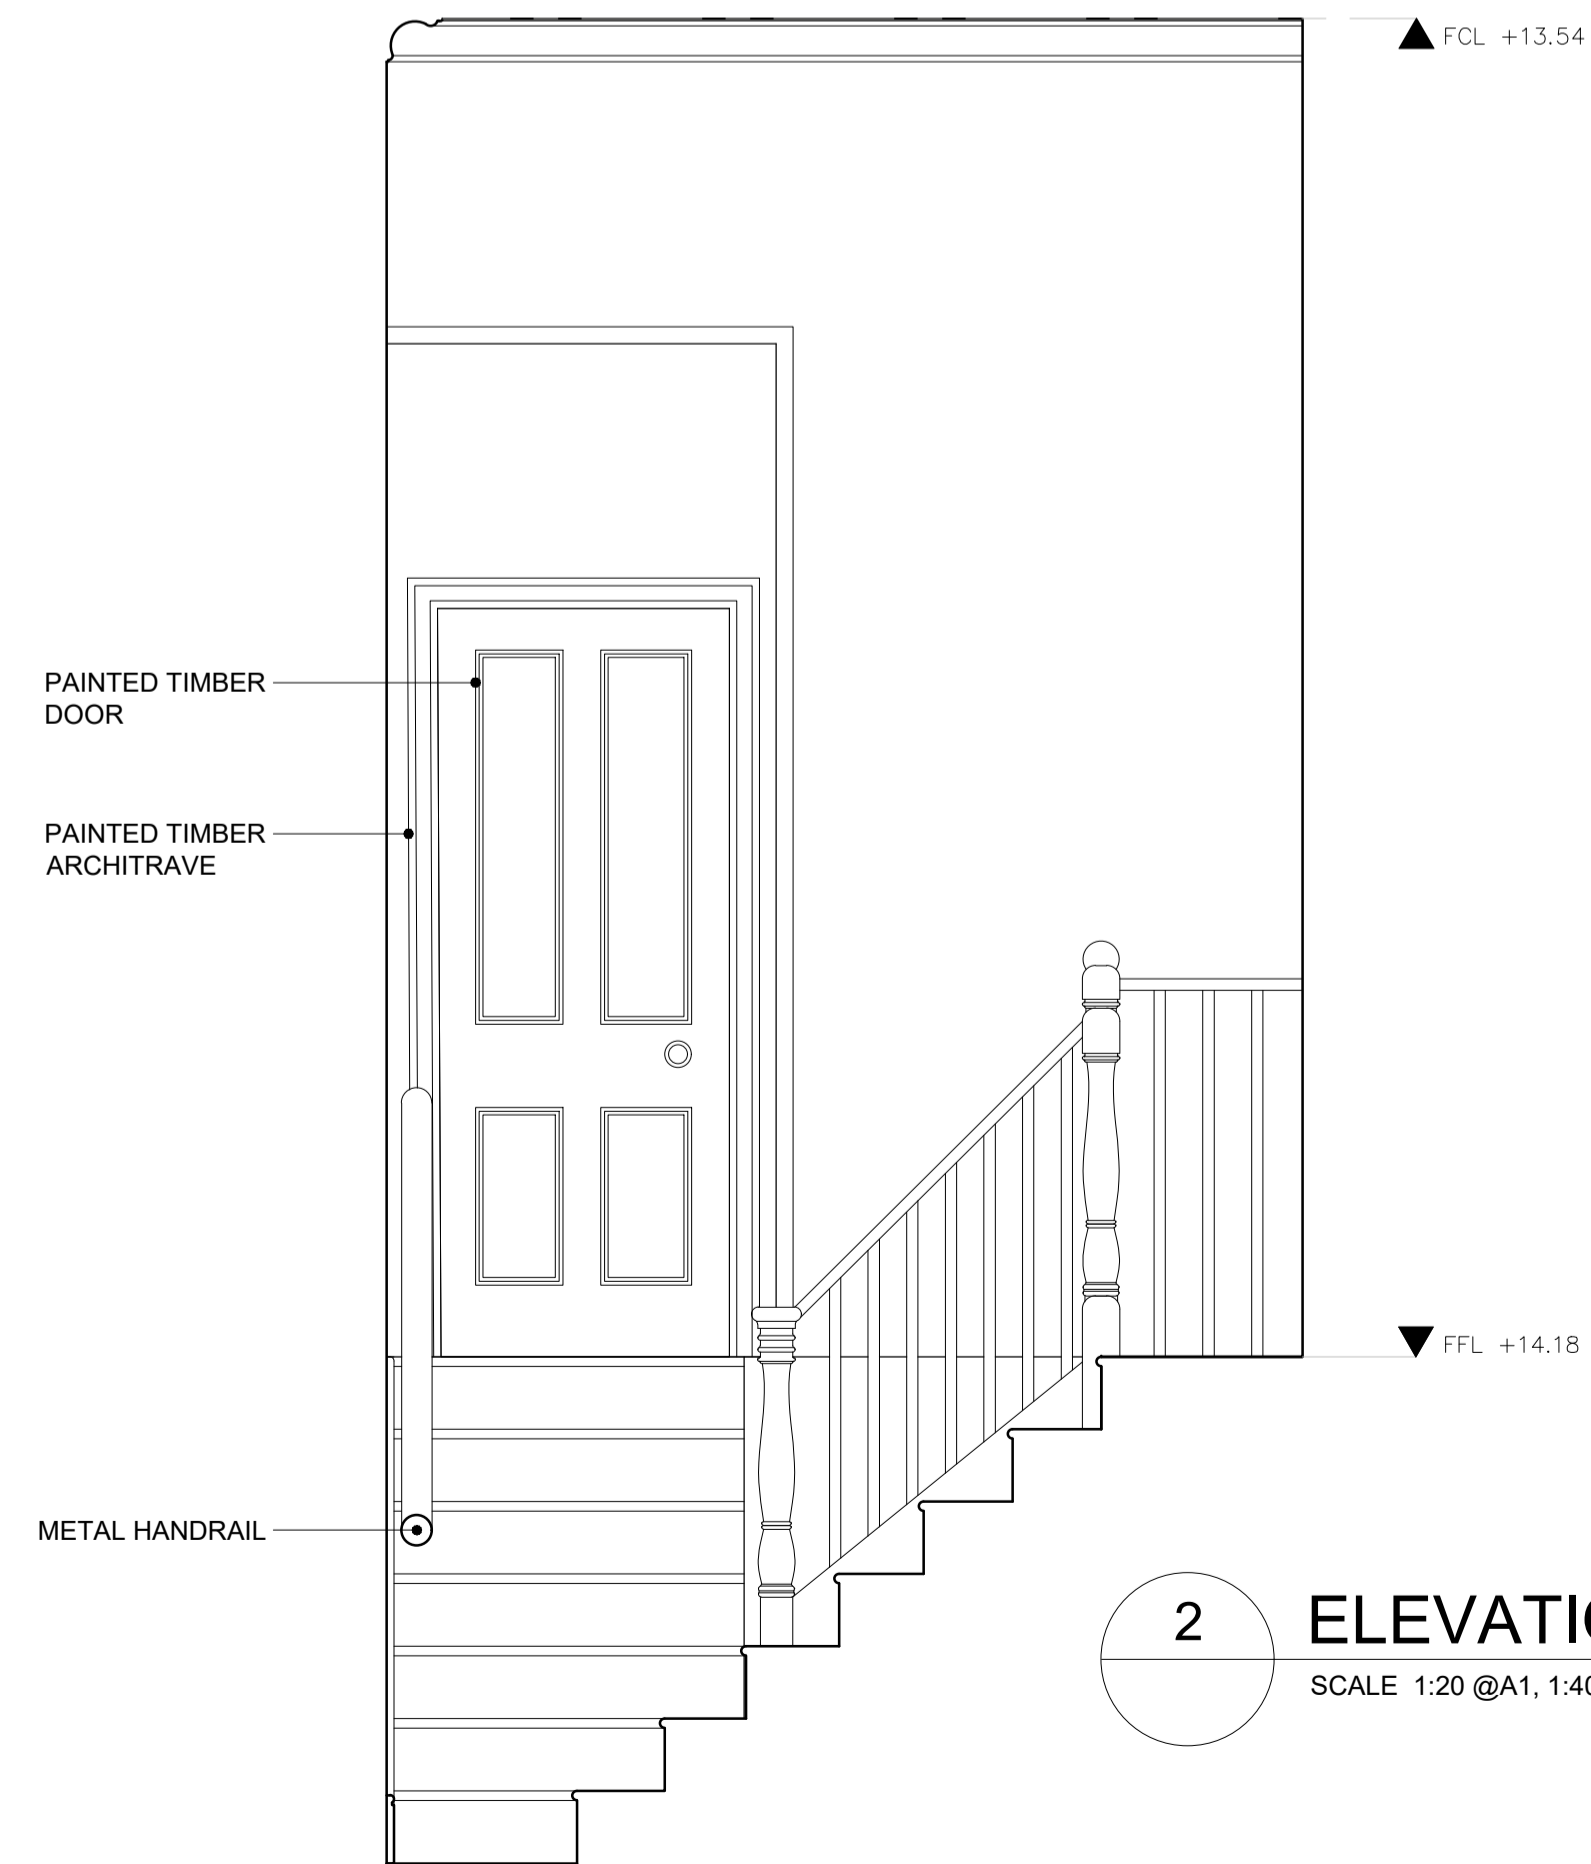 FCL +13.54
PAINTED TIMBER
DOOR
PAINTED TIMBER
ARCHITRAVE
FFL +14.18
METAL HANDRAIL
2
SCALE 1:20 @A1, 1:40